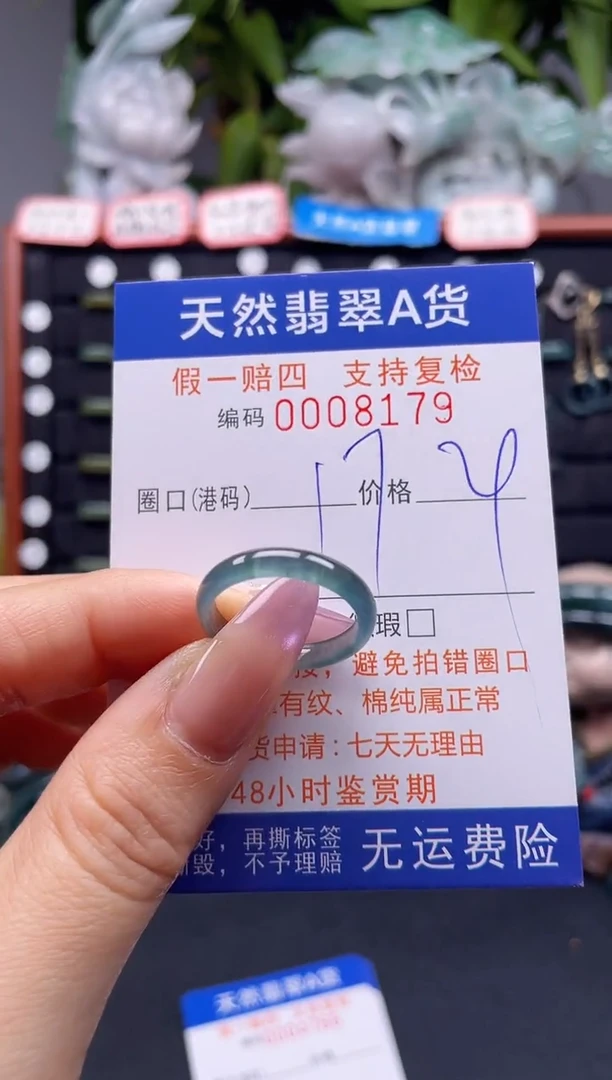 天然翡翠A货
假一赔四 支持复检
编码 0008179
圈口(港码) 价格
17 4
瑕□
避免拍错圈口
有纹、棉纯属正常
货申请:七天无理由
48小时鉴赏期
好,再撕标签
撕毁,不予理赔
无运费险
天然翡翠A货